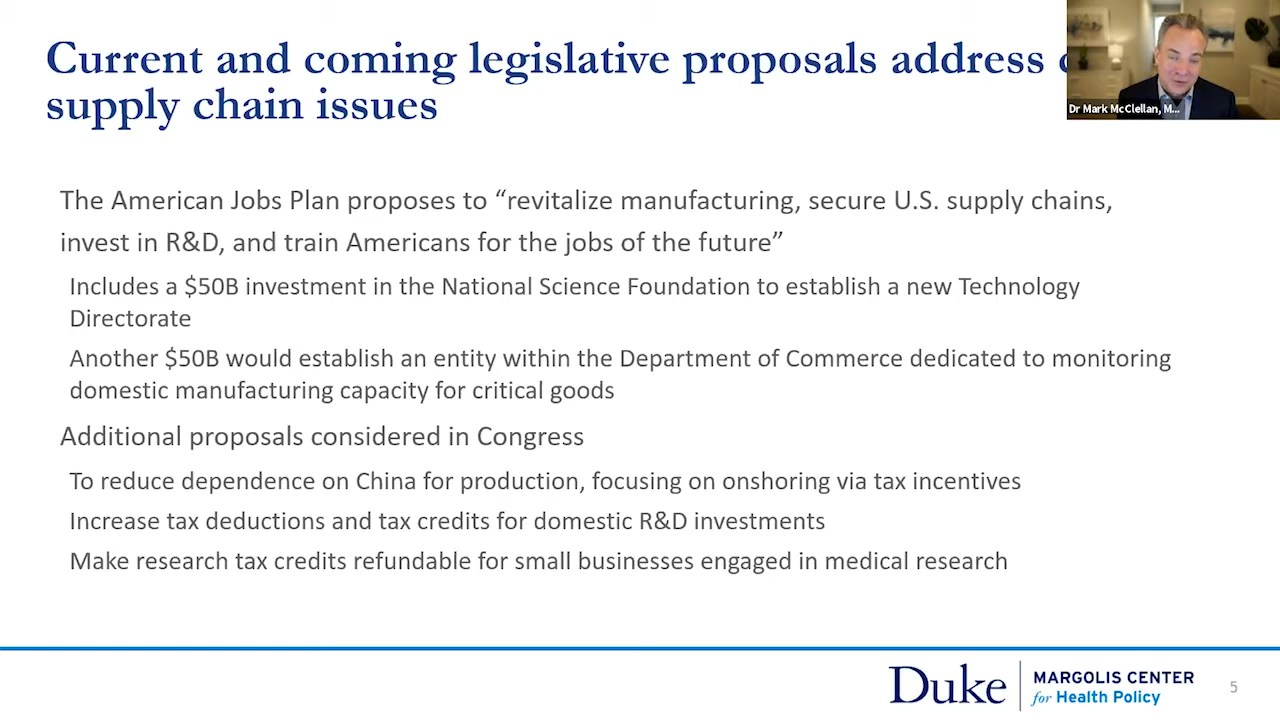 Current and coming legislative proposals address
supply chain issues
Dr Mark McClellan, M...
The American Jobs Plan proposes to “revitalize manufacturing, secure U.S. supply chains,
invest in R&D, and train Americans for the jobs of the future”
Includes a $50B investment in the National Science Foundation to establish a new Technology
Directorate
Another $50B would establish an entity within the Department of Commerce dedicated to monitoring
domestic manufacturing capacity for critical goods
Additional proposals considered in Congress
To reduce dependence on China for production, focusing on onshoring via tax incentives
Increase tax deductions and tax credits for domestic R&D investments
Make research tax credits refundable for small businesses engaged in medical research
Duke
MARGOLIS CENTER
for Health Policy
5